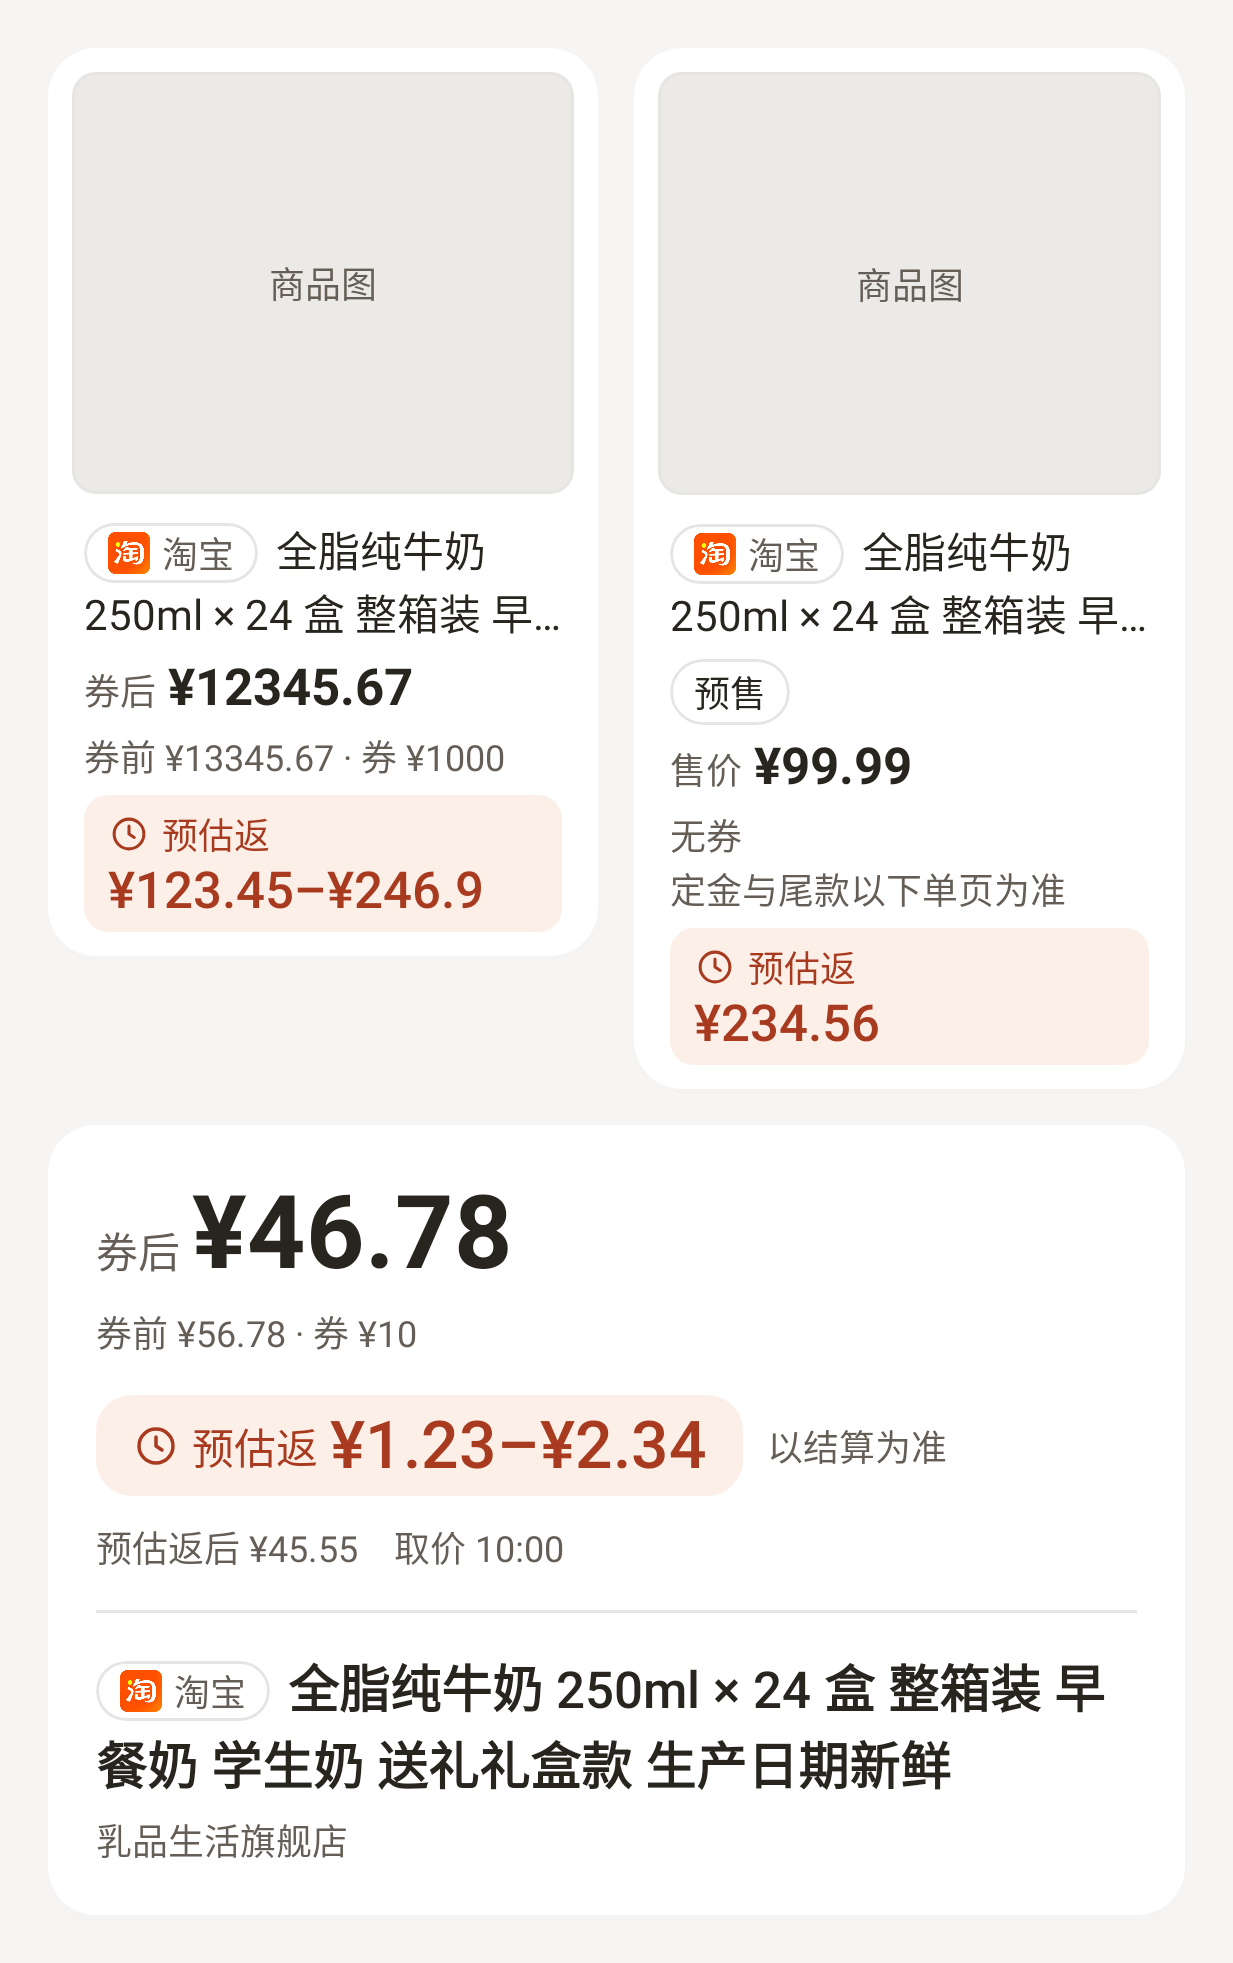 商品图
淘 淘宝 全脂纯牛奶
250ml × 24 盒 整箱装 早...
券后 ¥12345.67
券前 ¥13345.67 · 券 ¥1000
预估返
¥123.45–¥246.9
商品图
淘 淘宝 全脂纯牛奶
250ml × 24 盒 整箱装 早...
预售
售价 ¥99.99
无券
定金与尾款以下单页为准
预估返
¥234.56
券后 ¥46.78
券前 ¥56.78 · 券 ¥10
预估返 ¥1.23–¥2.34 以结算为准
预估返后 ¥45.55 取价 10:00
淘 淘宝 全脂纯牛奶 250ml × 24 盒 整箱装 早
餐奶 学生奶 送礼礼盒款 生产日期新鲜
乳品生活旗舰店